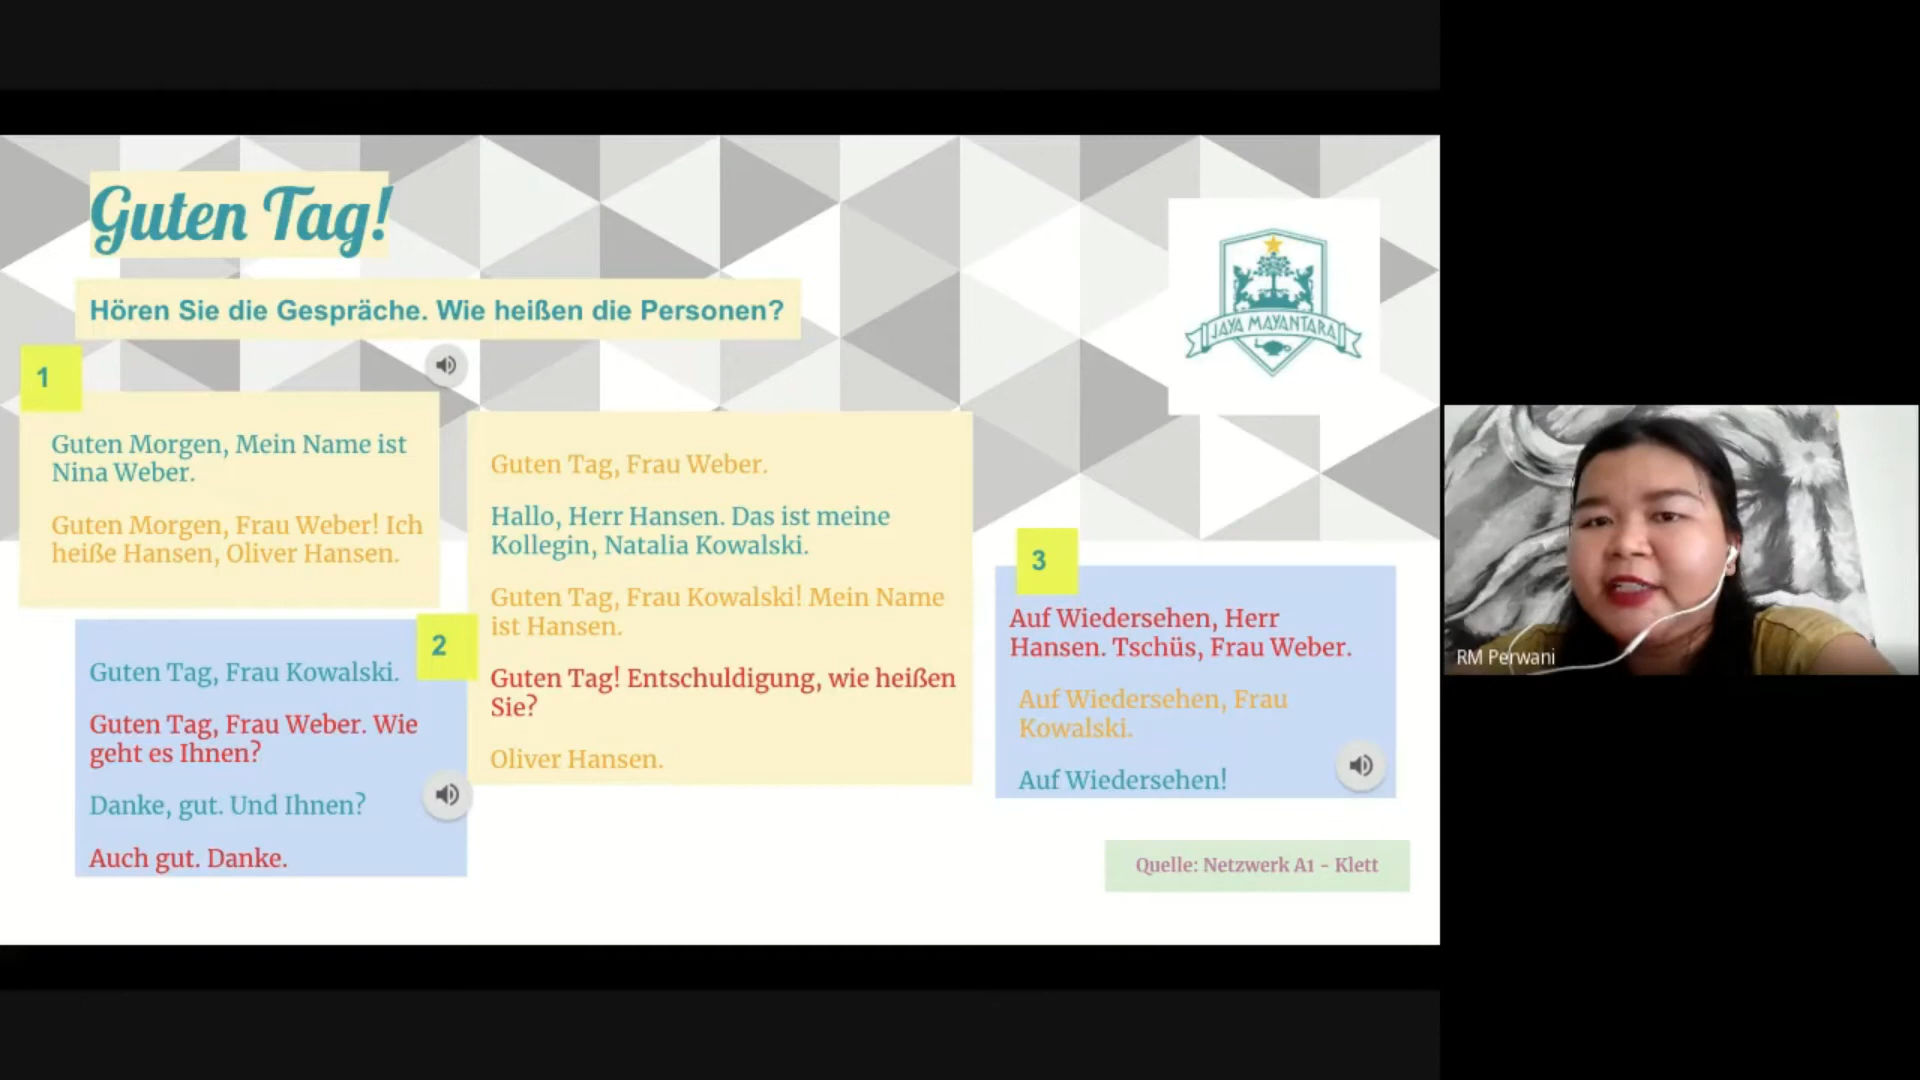 Guten Tag!
Hören Sie die Gespräche. Wie heißen die Personen?
JAYA MAYANTARA
1
Guten Morgen, Mein Name ist
Nina Weber.
Guten Morgen, Frau Weber! Ich
heiße Hansen, Oliver Hansen.
2
Guten Tag, Frau Kowalski.
Guten Tag, Frau Weber. Wie
geht es Ihnen?
Danke, gut. Und Ihnen?
Auch gut. Danke.
Guten Tag, Frau Weber.
Hallo, Herr Hansen. Das ist meine
Kollegin, Natalia Kowalski.
Guten Tag, Frau Kowalski! Mein Name
ist Hansen.
Guten Tag! Entschuldigung, wie heißen
Sie?
Oliver Hansen.
3
Auf Wiedersehen, Herr
Hansen. Tschüs, Frau Weber.
Auf Wiedersehen, Frau
Kowalski.
Auf Wiedersehen!
Quelle: Netzwerk A1 - Klett
RM Perwani